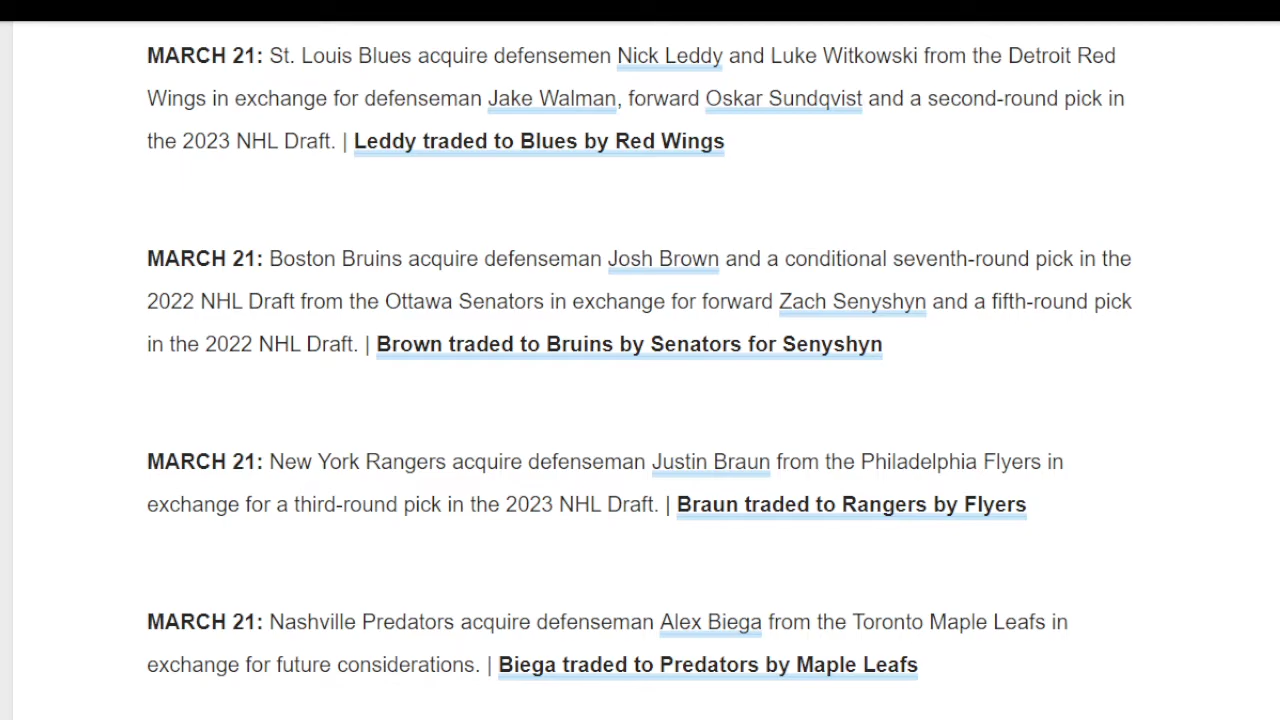 MARCH 21: St. Louis Blues acquire defensemen Nick Leddy and Luke Witkowski from the Detroit Red
Wings in exchange for defenseman Jake Walman, forward Oskar Sundqvist and a second-round pick in
the 2023 NHL Draft. | Leddy traded to Blues by Red Wings
MARCH 21: Boston Bruins acquire defenseman Josh Brown and a conditional seventh-round pick in the
2022 NHL Draft from the Ottawa Senators in exchange for forward Zach Senyshyn and a fifth-round pick
in the 2022 NHL Draft. | Brown traded to Bruins by Senators for Senyshyn
MARCH 21: New York Rangers acquire defenseman Justin Braun from the Philadelphia Flyers in
exchange for a third-round pick in the 2023 NHL Draft. | Braun traded to Rangers by Flyers
MARCH 21: Nashville Predators acquire defenseman Alex Biega from the Toronto Maple Leafs in
exchange for future considerations. | Biega traded to Predators by Maple Leafs